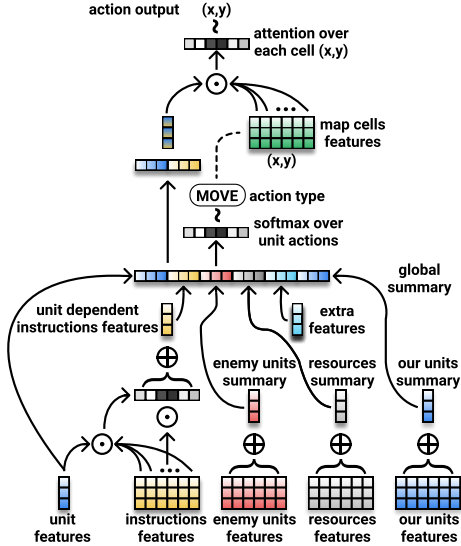 action output (x,y)
attention over
each cell (x,y)
map cells
features
(x,y)
MOVE action type
softmax over
unit actions
global
summary
unit dependent
instructions features
extra
features
enemy units
summary
resources
summary
our units
summary
unit
features
instructions
features
enemy units
features
resources
features
our units
features